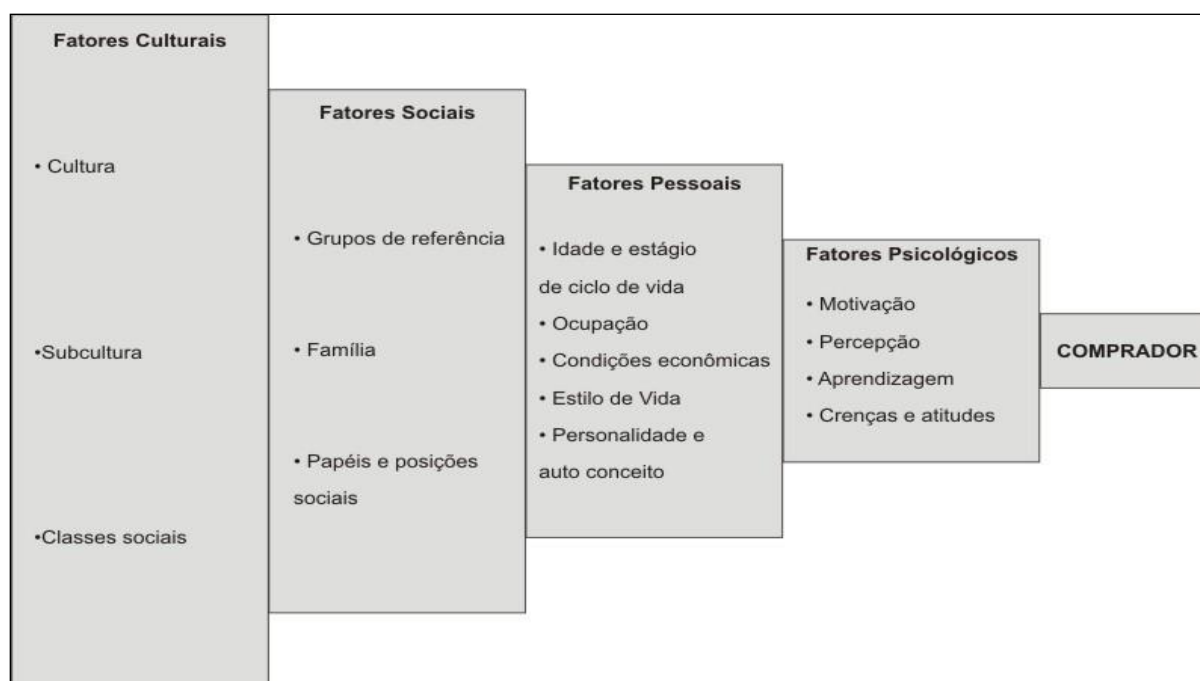 Fatores Culturais
• Cultura
•Subcultura
•Classes sociais
Fatores Sociais
• Grupos de referência
• Família
• Papéis e posições
sociais
Fatores Pessoais
• Idade e estágio
de ciclo de vida
• Ocupação
• Condições econômicas
• Estilo de Vida
• Personalidade e
auto conceito
Fatores Psicológicos
• Motivação
• Percepção
• Aprendizagem
• Crenças e atitudes
COMPRADOR